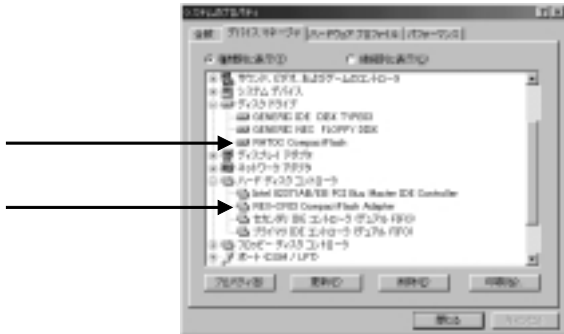 システムのプロパティ
全般 デバイス マネージャ ハードウェア プロファイル パフォーマンス
種類別に表示(T) 接続別に表示(C)
サウンド、ビデオ、およびゲームのコントローラ
システム デバイス
ディスク ドライブ
GENERIC IDE DISK TYPE
GENERIC NEC FLOPPY DISK
RATOC CompactFlash
ディスプレイ アダプタ
ネットワーク アダプタ
ハード ディスク コントローラ
Intel 82371AB/EB PCI Bus Master IDE Controller
CompactFlash Adapter
セカンダリ IDE コントローラ (デュアル FIFO)
プライマリ IDE コントローラ (デュアル FIFO)
フロッピー ディスク コントローラ
ポート (COM / LPT)
プロパティ(R) 更新(F) 削除(E) 印刷(N)
閉じる キャンセル